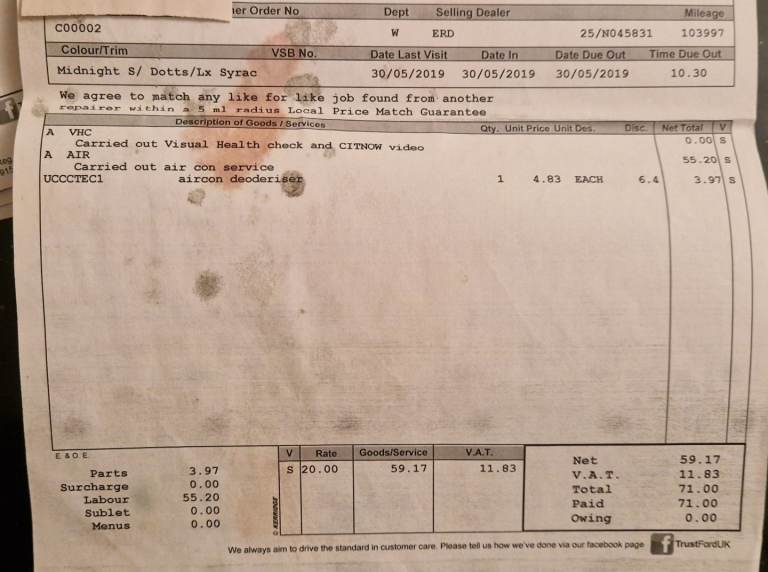 er Order No Dept Selling Dealer Mileage
C00002 W ERD 25/N045831 103997
Colour/Trim VSB No. Date Last Visit Date In Date Due Out Time Due Out
Midnight S/ Dotts/Lx Syrac 30/05/2019 30/05/2019 30/05/2019 10.30
We agree to match any like for like job found from another
repairer within a 5 ml radius Local Price Match Guarantee
Description of Goods / Services Qty. Unit Price Unit Des. Disc. Net Total V
A VHC
Carried out Visual Health check and CITNOW video 0.00 S
A AIR
Carried out air con service 55.20 S
UCCCTEC1 aircon deodoriser 1 4.83 EACH 6.4 3.97 S
E & O E
V Rate Goods/Service V.A.T.
S 20.00 59.17 11.83
Parts 3.97
Surcharge 0.00
Labour 55.20
Sublet 0.00
Menus 0.00
© KERRIDGE
Net 59.17
V.A.T. 11.83
Total 71.00
Paid 71.00
Owing 0.00
We always aim to drive the standard in customer care. Please tell us how we've done via our facebook page f TrustFordUK